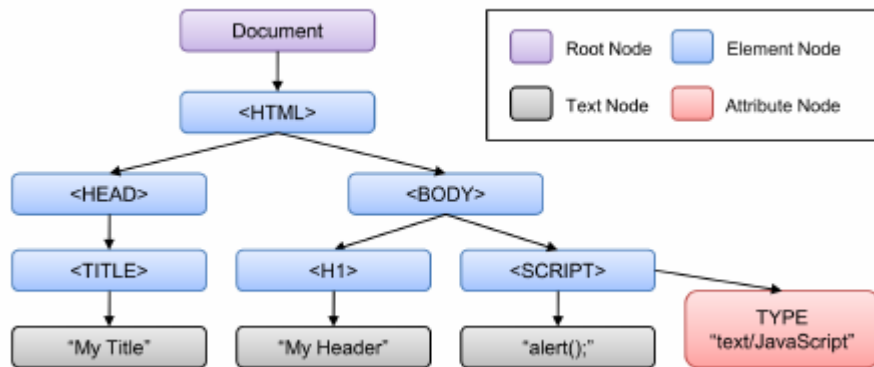 Document
Root Node
Element Node
Text Node
Attribute Node
<HTML>
<HEAD>
<BODY>
<TITLE>
<H1>
<SCRIPT>
"My Title"
"My Header"
"alert();"
TYPE
"text/JavaScript"